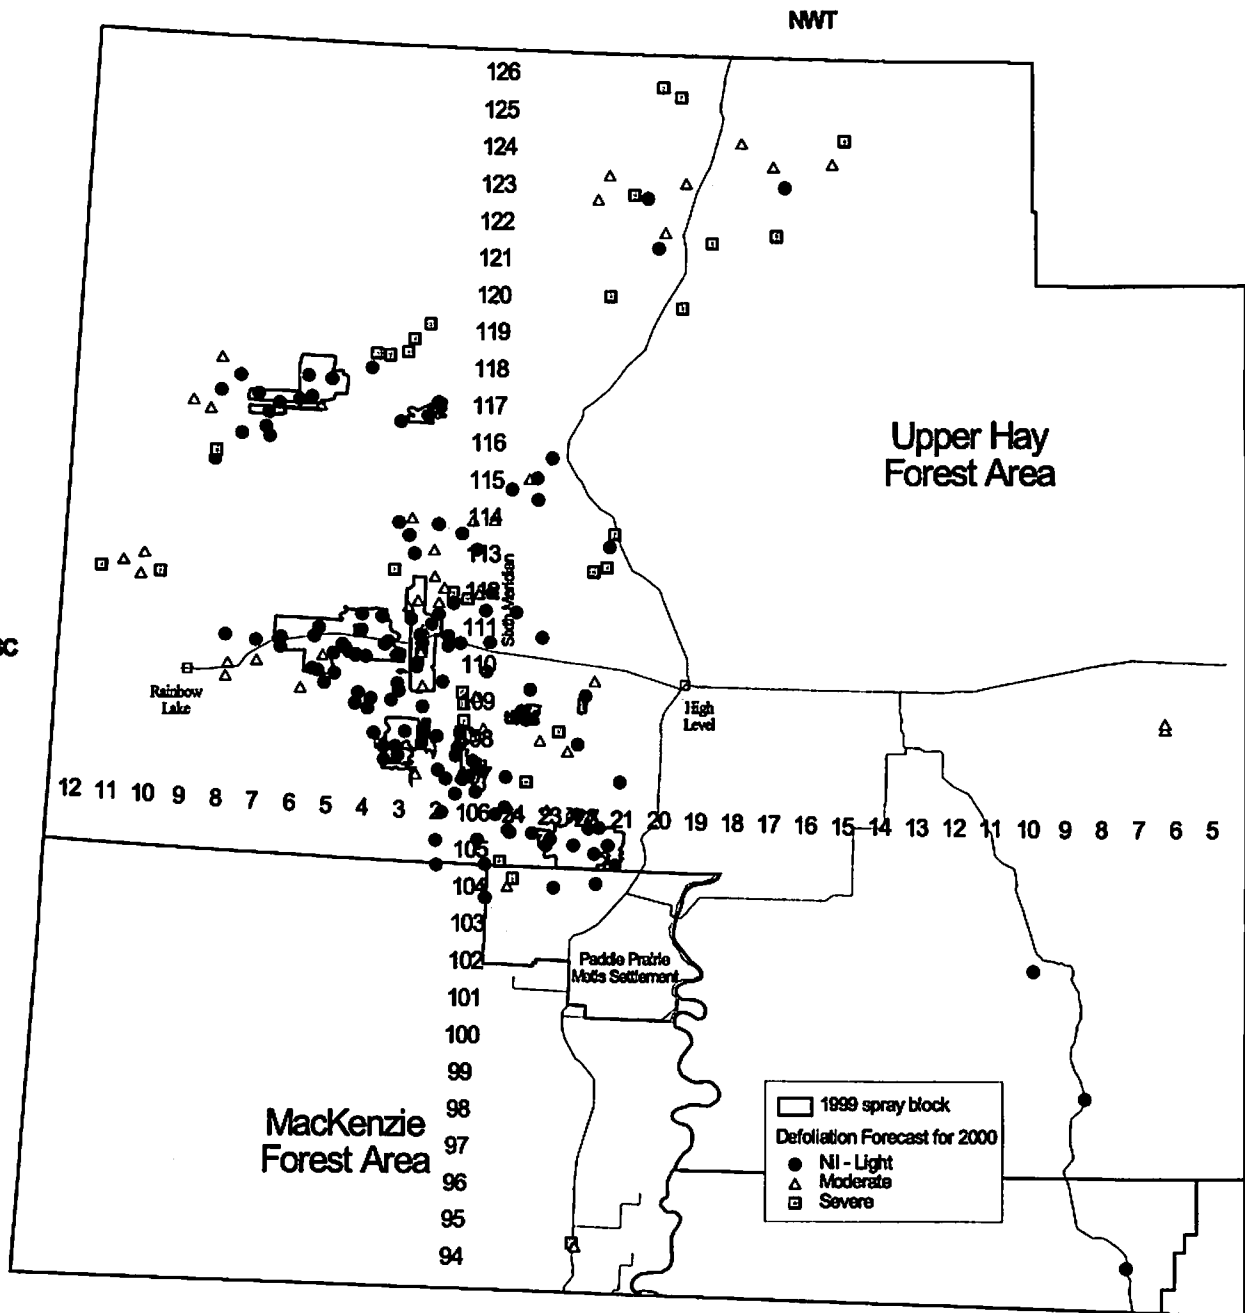 NWT
126
125
124
123
122
121
120
119
118
117
116
115
114
113
112
111
110
109
106
105
104
103
102
101
100
99
98
97
96
95
94
Sixth Meridian
Upper Hay
Forest Area
Rainbow
Lake
High
Level
12 11 10 9 8 7 6 5 4 3 2
24 23 22 21 20 19 18 17 16 15 14 13 12 11 10 9 8 7 6 5
Paddle Prairie
Metis Settlement
MacKenzie
Forest Area
1999 spray block
Defoliation Forecast for 2000
Nil - Light
Moderate
Severe